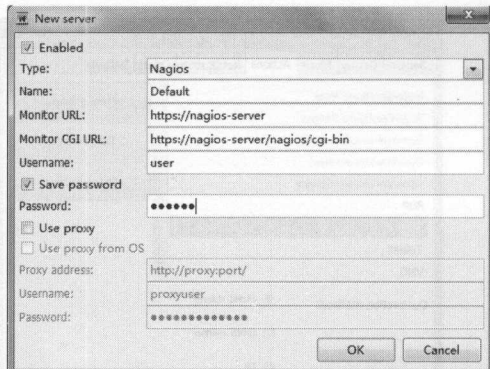 New server
Enabled
Type: Nagios
Name: Default
Monitor URL: https://nagios-server
Monitor CGI URL: https://nagios-server/nagios/cgi-bin
Username: user
Save password
Password: ●●●●●●
Use proxy
Use proxy from OS
Proxy address: http://proxy:port/
Username: proxyuser
Password: ●●●●●●●●●●●●●
OK Cancel